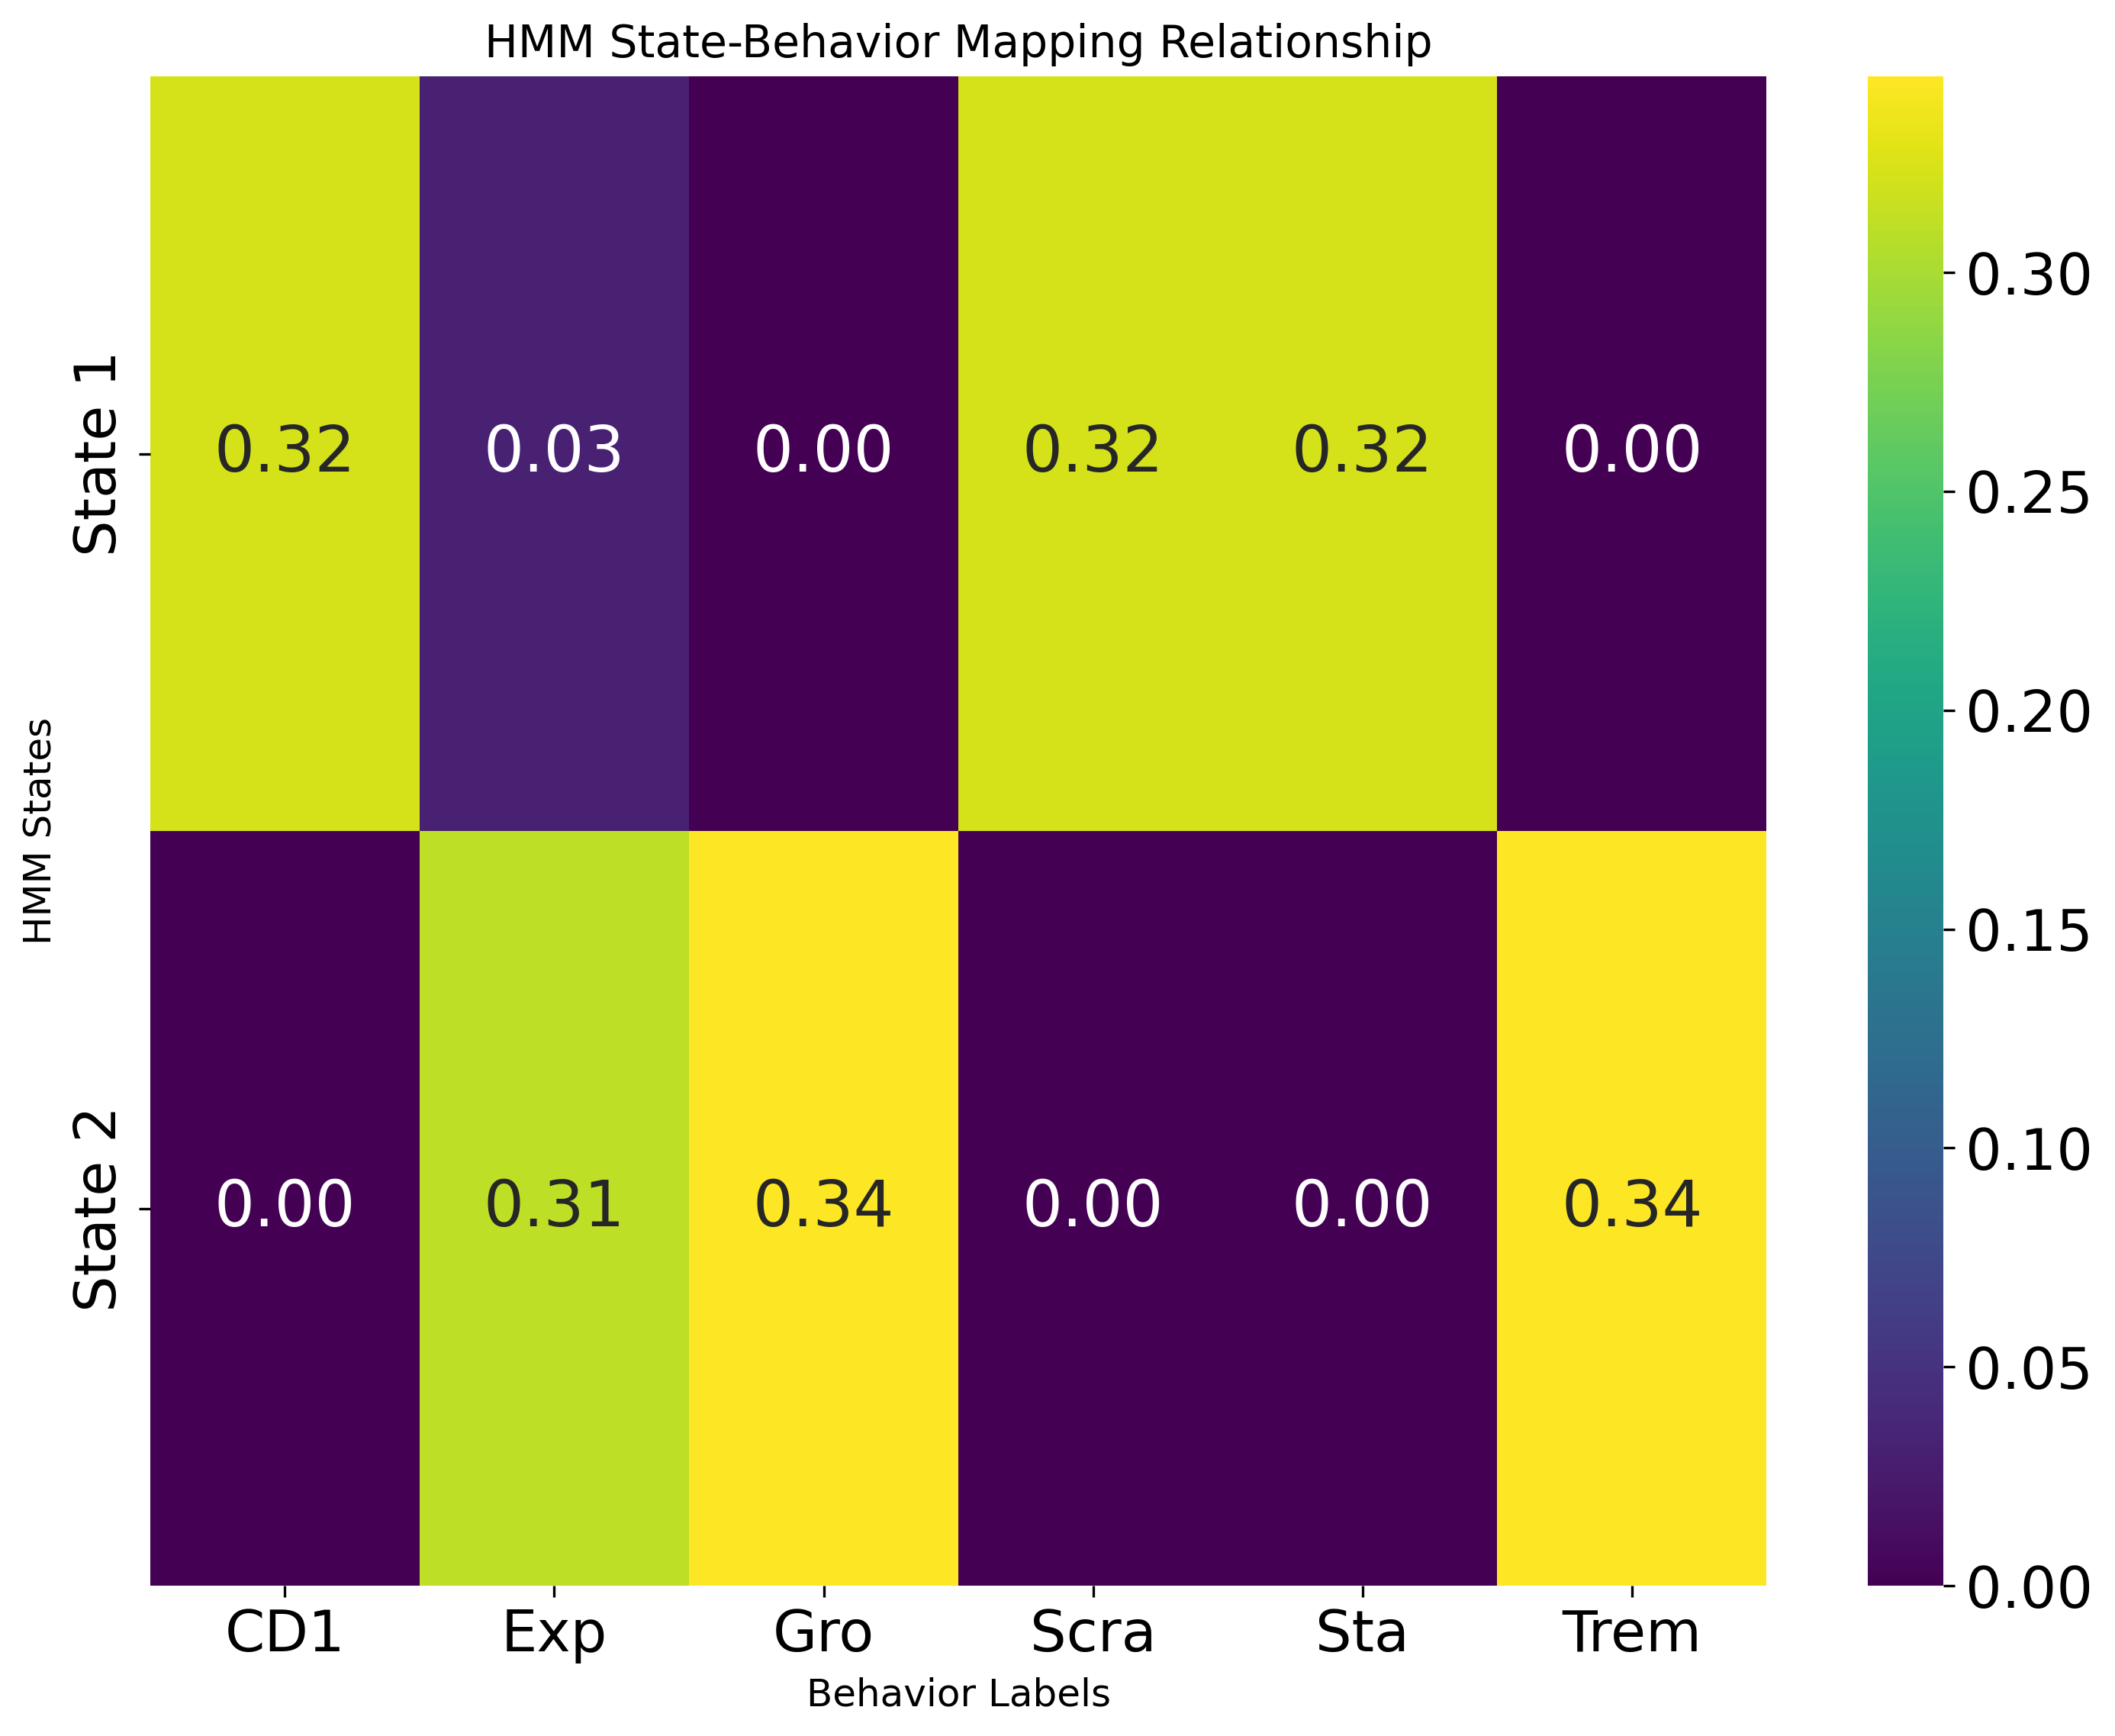 HMM State-Behavior Mapping Relationship
HMM States
State 1
0.32 0.03 0.00 0.32 0.32 0.00
State 2
0.00 0.31 0.34 0.00 0.00 0.34
CD1 Exp Gro Scra Sta Trem
Behavior Labels
0.30
0.25
0.20
0.15
0.10
0.05
0.00